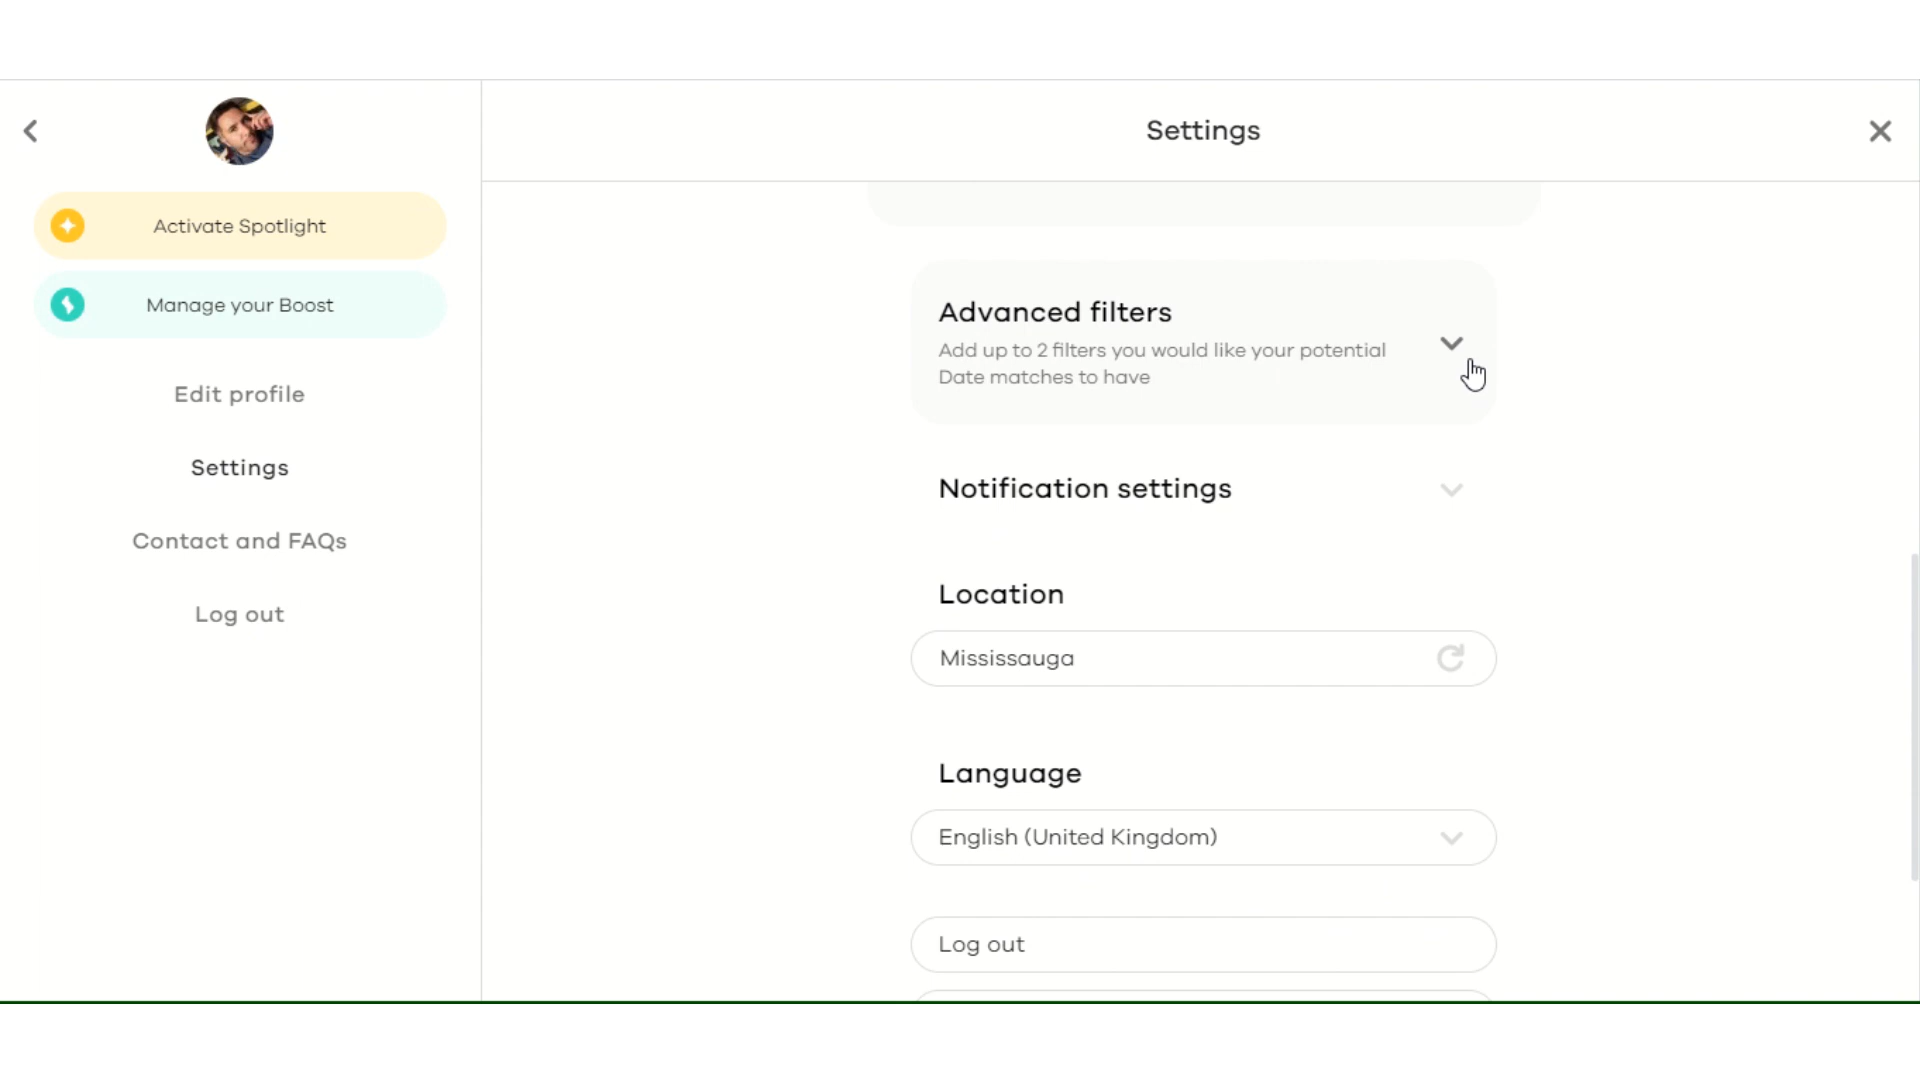 Activate Spotlight
Manage your Boost
Edit profile
Settings
Contact and FAQs
Log out
Settings
Advanced filters
Add up to 2 filters you would like your potential
Date matches to have
Notification settings
Location
Mississauga
Language
English (United Kingdom)
Log out